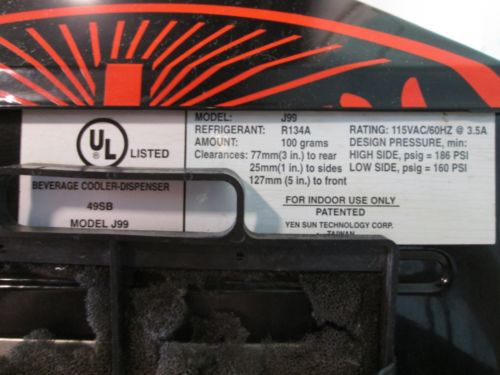 UL
®
LISTED
BEVERAGE COOLER-DISPENSER
49SB
MODEL J99
MODEL: J99
REFRIGERANT: R134A
AMOUNT: 100 grams
Clearances: 77mm(3 in.) to rear
25mm(1 in.) to sides
127mm (5 in.) to front
RATING: 115VAC/60HZ @ 3.5A
DESIGN PRESSURE, min:
HIGH SIDE, psig = 186 PSI
LOW SIDE, psig = 160 PSI
FOR INDOOR USE ONLY
PATENTED
YEN SUN TECHNOLOGY CORP.
TAIWAN